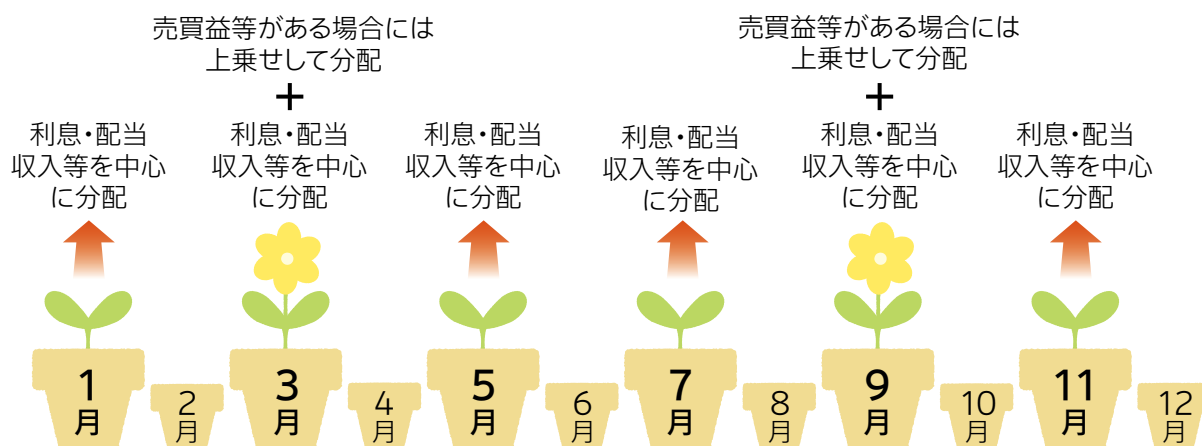 売買益等がある場合には
上乗せして分配
+
売買益等がある場合には
上乗せして分配
+
利息・配当
収入等を中心
に分配
利息・配当
収入等を中心
に分配
利息・配当
収入等を中心
に分配
利息・配当
収入等を中心
に分配
利息・配当
収入等を中心
に分配
利息・配当
収入等を中心
に分配
1
月
2
月
3
月
4
月
5
月
6
月
7
月
8
月
9
月
10
月
11
月
12
月